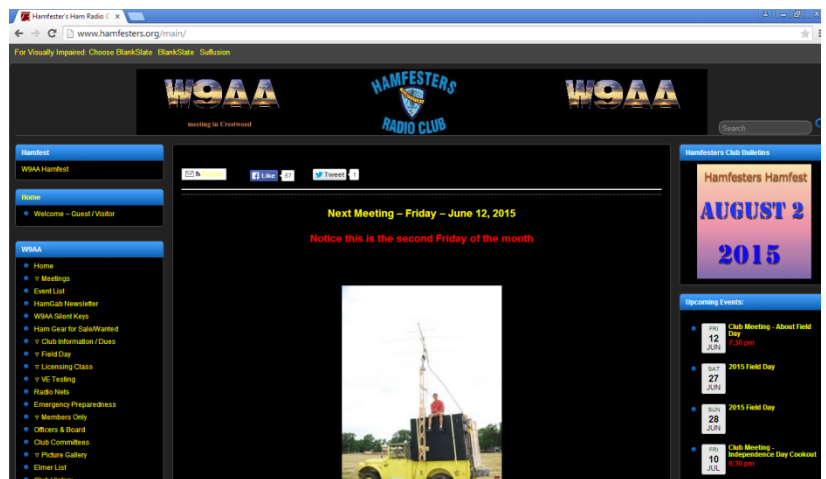 Hamfester's Ham Radio C
www.hamfesters.org/main/
For Visually Impaired: Choose BlankSlate BlankSlate Suffusion
W9AA
meeting in Crestwood
HAMFESTERS
RADIO CLUB
W9AA
Search
Hamfest
W9AA Hamfest
Home
Welcome – Guest / Visitor
W9AA
Home
▽ Meetings
Event List
HamGab Newsletter
W9AA Silent Keys
Ham Gear for Sale/Wanted
▽ Club Information / Dues
▽ Field Day
▽ Licensing Class
▽ VE Testing
Radio Nets
Emergency Preparedness
▽ Members Only
Officers & Board
Club Committees
▽ Picture Gallery
Elmer List
Like 67
Tweet 1
Next Meeting – Friday – June 12, 2015
Notice this is the second Friday of the month
Hamfesters Club Bulletins
Hamfesters Hamfest
AUGUST 2
2015
Upcoming Events:
FRI
12
JUN
Club Meeting - About Field
Day
7:30 pm
SAT
27
JUN
2015 Field Day
SUN
28
JUN
2015 Field Day
FRI
10
JUL
Club Meeting -
Independence Day Cookout
6:30 pm